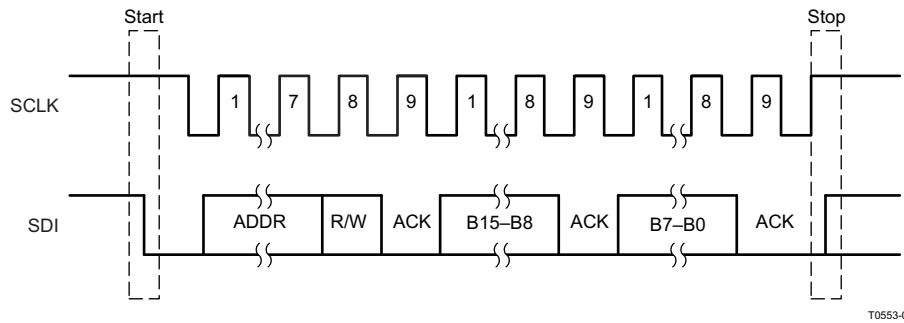 Start Stop
SCLK 1 7 8 9 1 8 9 1 8 9
SDI ADDR R/W ACK B15–B8 ACK B7–B0 ACK